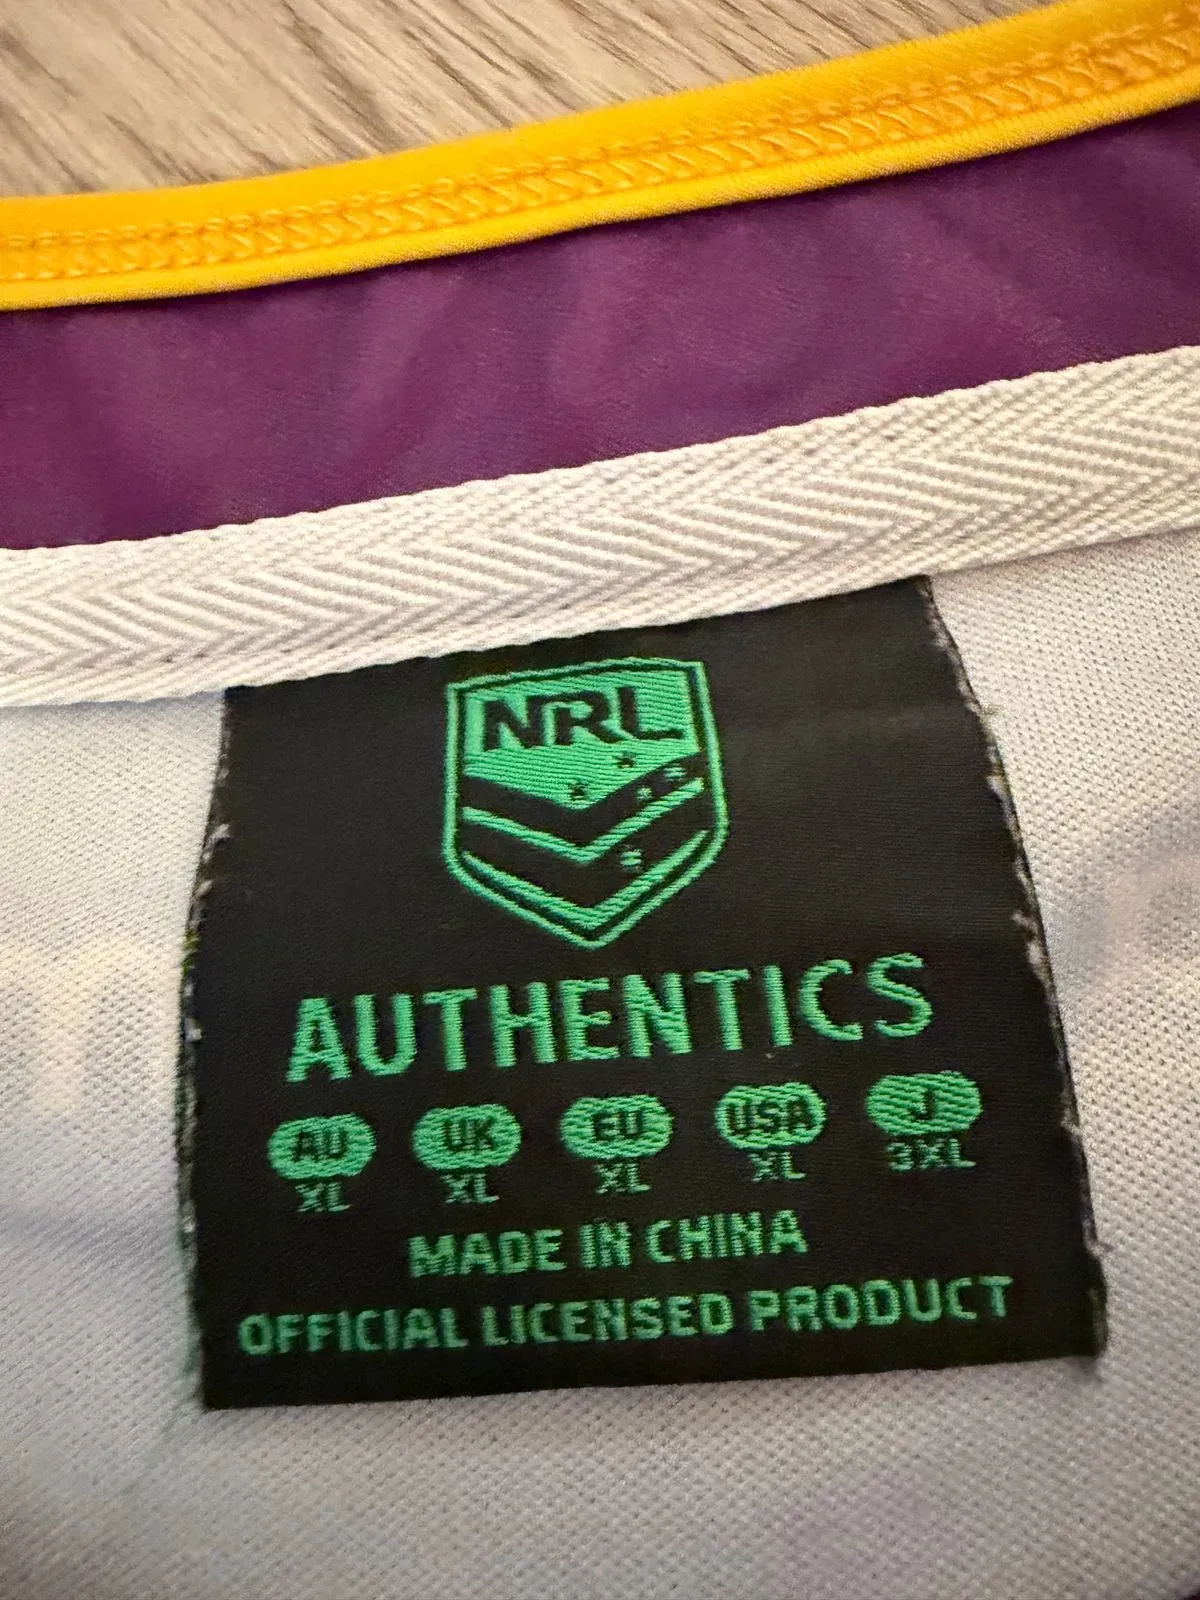 NRL
AUTHENTICS
AU UK EU USA J
XL XL XL XL 3XL
MADE IN CHINA
OFFICIAL LICENSED PRODUCT